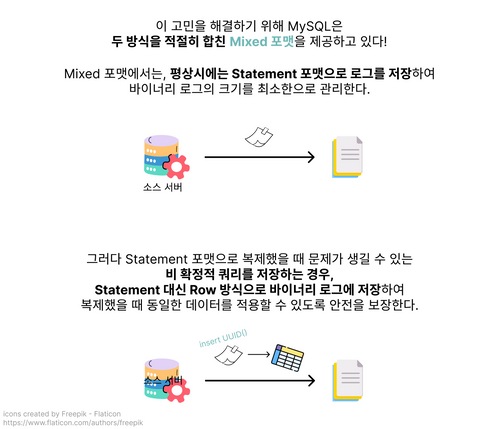 이 고민을 해결하기 위해 MySQL은
두 방식을 적절히 합친 Mixed 포맷을 제공하고 있다!
Mixed 포맷에서는, 평상시에는 Statement 포맷으로 로그를 저장하여
바이너리 로그의 크기를 최소한으로 관리한다.
소스 서버
그러다 Statement 포맷으로 복제했을 때 문제가 생길 수 있는
비 확정적 쿼리를 저장하는 경우,
Statement 대신 Row 방식으로 바이너리 로그에 저장하여
복제했을 때 동일한 데이터를 적용할 수 있도록 안전을 보장한다.
insert UUID()
소스 서버
icons created by Freepik - Flaticon
https://www.flaticon.com/authors/freepik